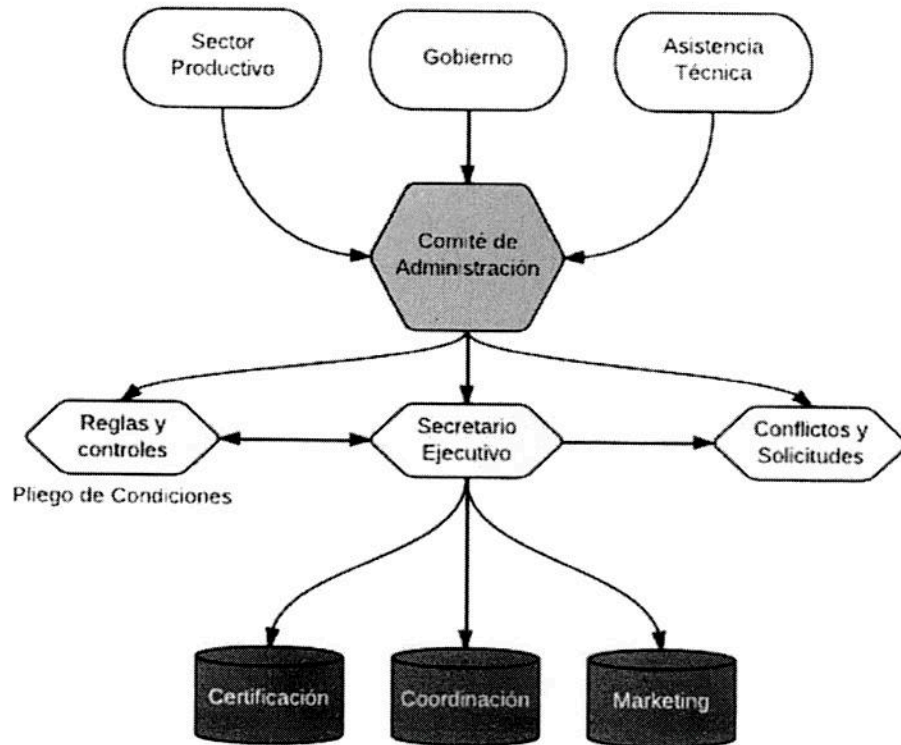 Sector
Productivo
Gobierno
Asistencia
Técnica
Comité de
Administración
Reglas y
controles
Secretario
Ejecutivo
Conflictos y
Solicitudes
Pliego de Condiciones
Certificación
Coordinación
Marketing